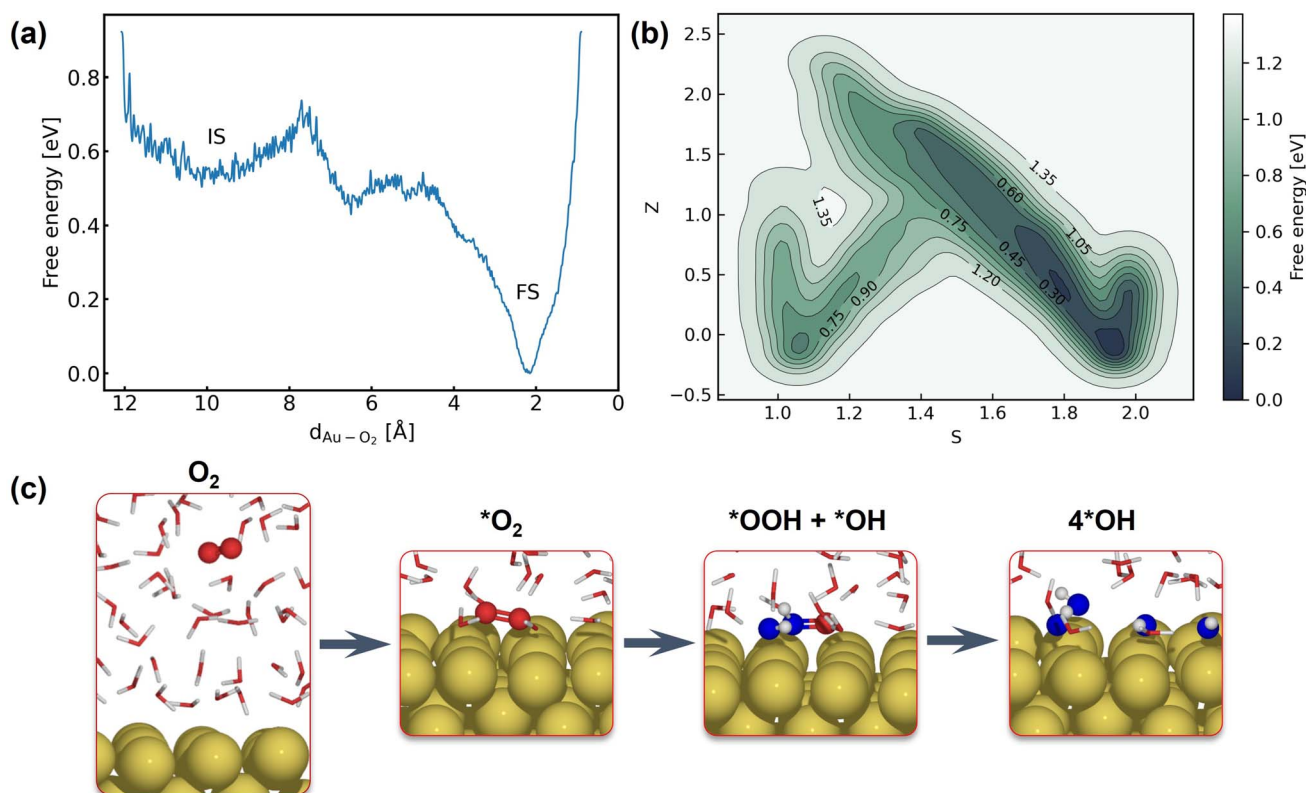 (a)
Free energy [eV]
0.8
0.6
0.4
0.2
0.0
IS
FS
12 10 8 6 4 2 0
d Au − O2 [Å]
(b)
Z
2.5
2.0
1.5
1.0
0.5
0.0
−0.5
1.35
1.35
0.60
0.75
1.05
0.45
1.20
0.30
0.90
0.75
1.0 1.2 1.4 1.6 1.8 2.0
S
1.2
1.0
0.8
0.6
0.4
0.2
0.0
Free energy [eV]
(c)
O2
*O2
*OOH + *OH
4*OH